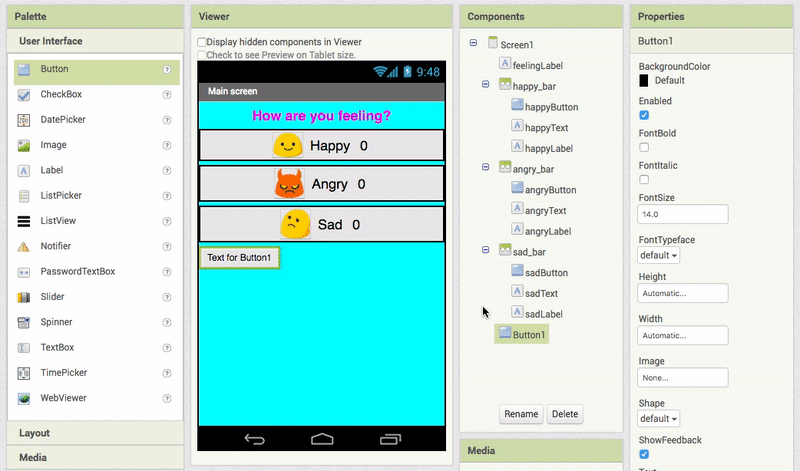 Palette
User Interface
Button
CheckBox
DatePicker
Image
Label
ListPicker
ListView
Notifier
PasswordTextBox
Slider
Spinner
TextBox
TimePicker
WebViewer
Layout
Media
Viewer
Display hidden components in Viewer
Check to see Preview on Tablet size.
9:48
Main screen
How are you feeling?
Happy 0
Angry 0
Sad 0
Text for Button1
Components
Screen1
feelingLabel
happy_bar
happyButton
happyText
happyLabel
angry_bar
angryButton
angryText
angryLabel
sad_bar
sadButton
sadText
sadLabel
Button1
Rename Delete
Media
Properties
Button1
BackgroundColor
Default
Enabled
FontBold
FontItalic
FontSize
14.0
FontTypeface
default
Height
Automatic...
Width
Automatic...
Image
None...
Shape
default
ShowFeedback